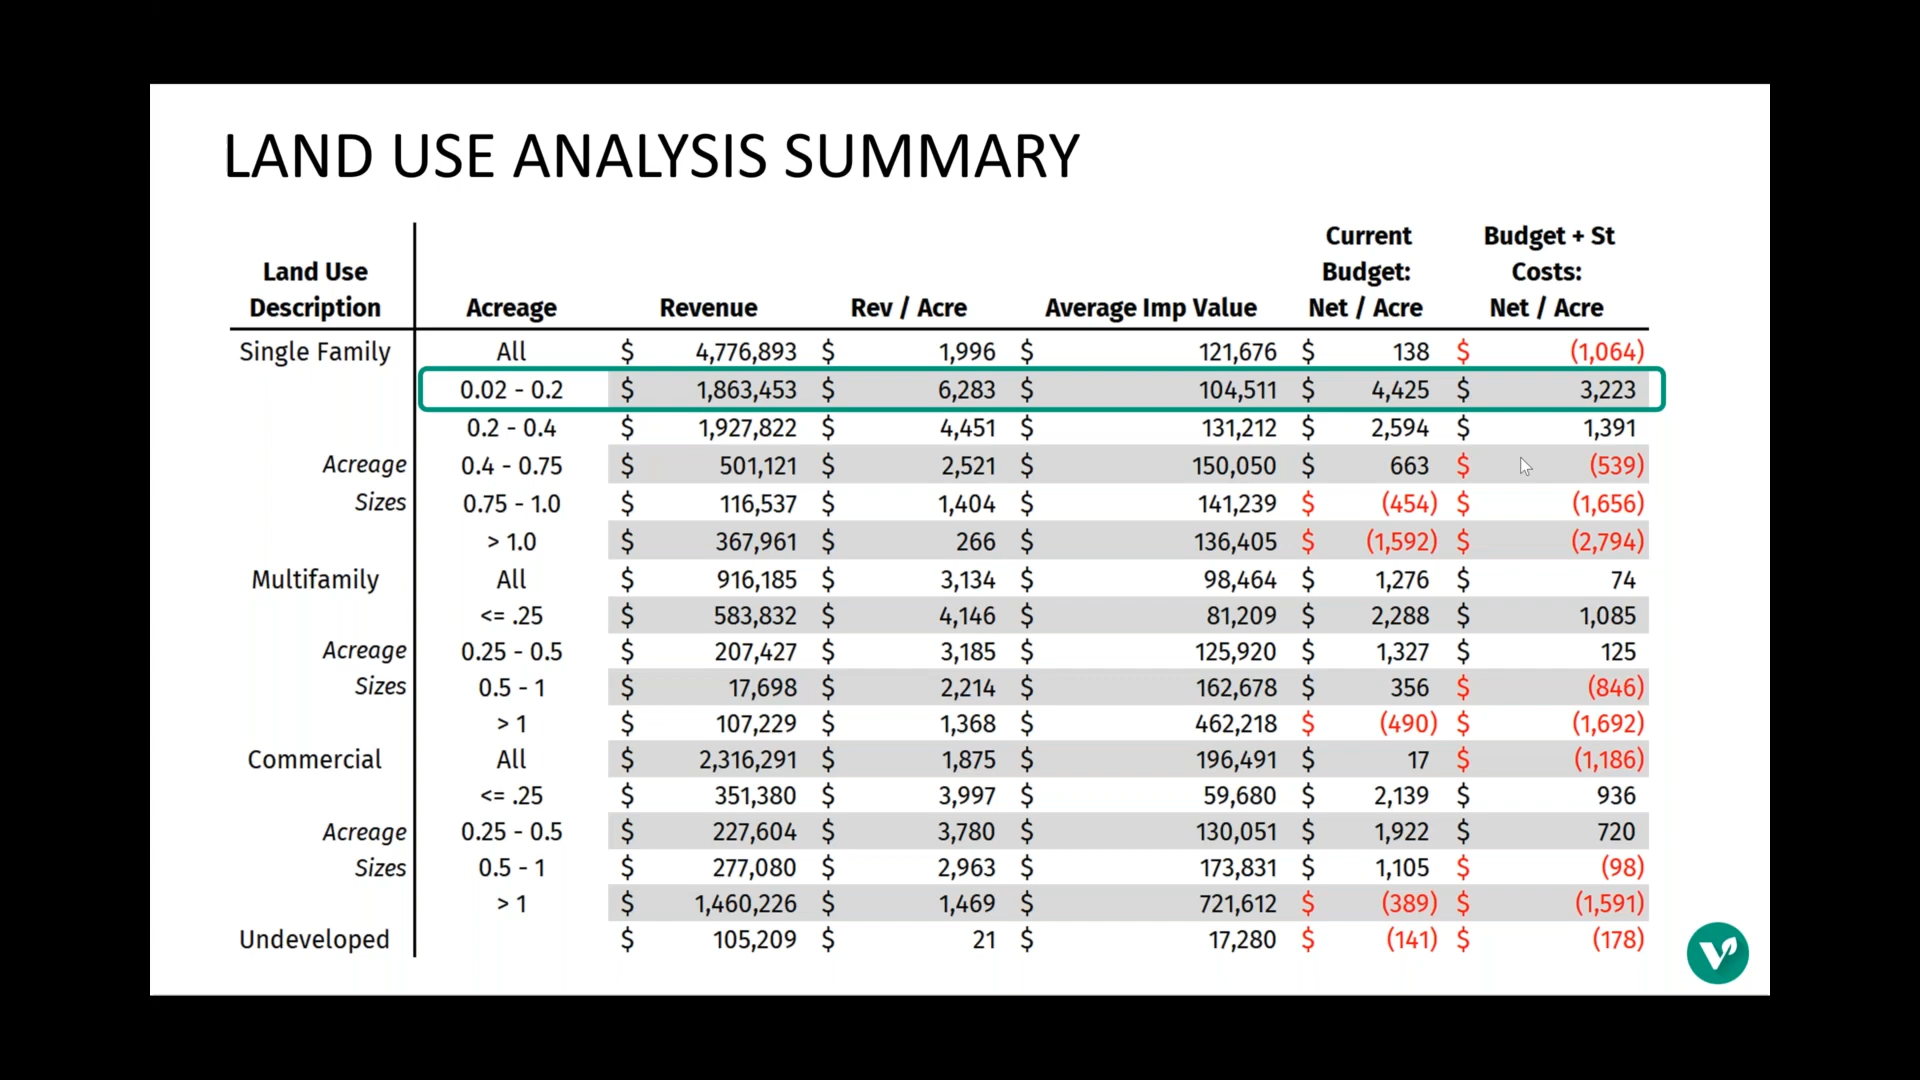 LAND USE ANALYSIS SUMMARY
Current Budget + St
Land Use Budget: Costs:
Description Acreage Revenue Rev / Acre Average Imp Value Net / Acre Net / Acre
Single Family All $ 4,776,893 $ 1,996 $ 121,676 $ 138 $ (1,064)
0.02 - 0.2 $ 1,863,453 $ 6,283 $ 104,511 $ 4,425 $ 3,223
0.2 - 0.4 $ 1,927,822 $ 4,451 $ 131,212 $ 2,594 $ 1,391
Acreage 0.4 - 0.75 $ 501,121 $ 2,521 $ 150,050 $ 663 $ (539)
Sizes 0.75 - 1.0 $ 116,537 $ 1,404 $ 141,239 $ (454) $ (1,656)
> 1.0 $ 367,961 $ 266 $ 136,405 $ (1,592) $ (2,794)
Multifamily All $ 916,185 $ 3,134 $ 98,464 $ 1,276 $ 74
<= .25 $ 583,832 $ 4,146 $ 81,209 $ 2,288 $ 1,085
Acreage 0.25 - 0.5 $ 207,427 $ 3,185 $ 125,920 $ 1,327 $ 125
Sizes 0.5 - 1 $ 17,698 $ 2,214 $ 162,678 $ 356 $ (846)
> 1 $ 107,229 $ 1,368 $ 462,218 $ (490) $ (1,692)
Commercial All $ 2,316,291 $ 1,875 $ 196,491 $ 17 $ (1,186)
<= .25 $ 351,380 $ 3,997 $ 59,680 $ 2,139 $ 936
Acreage 0.25 - 0.5 $ 227,604 $ 3,780 $ 130,051 $ 1,922 $ 720
Sizes 0.5 - 1 $ 277,080 $ 2,963 $ 173,831 $ 1,105 $ (98)
> 1 $ 1,460,226 $ 1,469 $ 721,612 $ (389) $ (1,591)
Undeveloped $ 105,209 $ 21 $ 17,280 $ (141) $ (178)